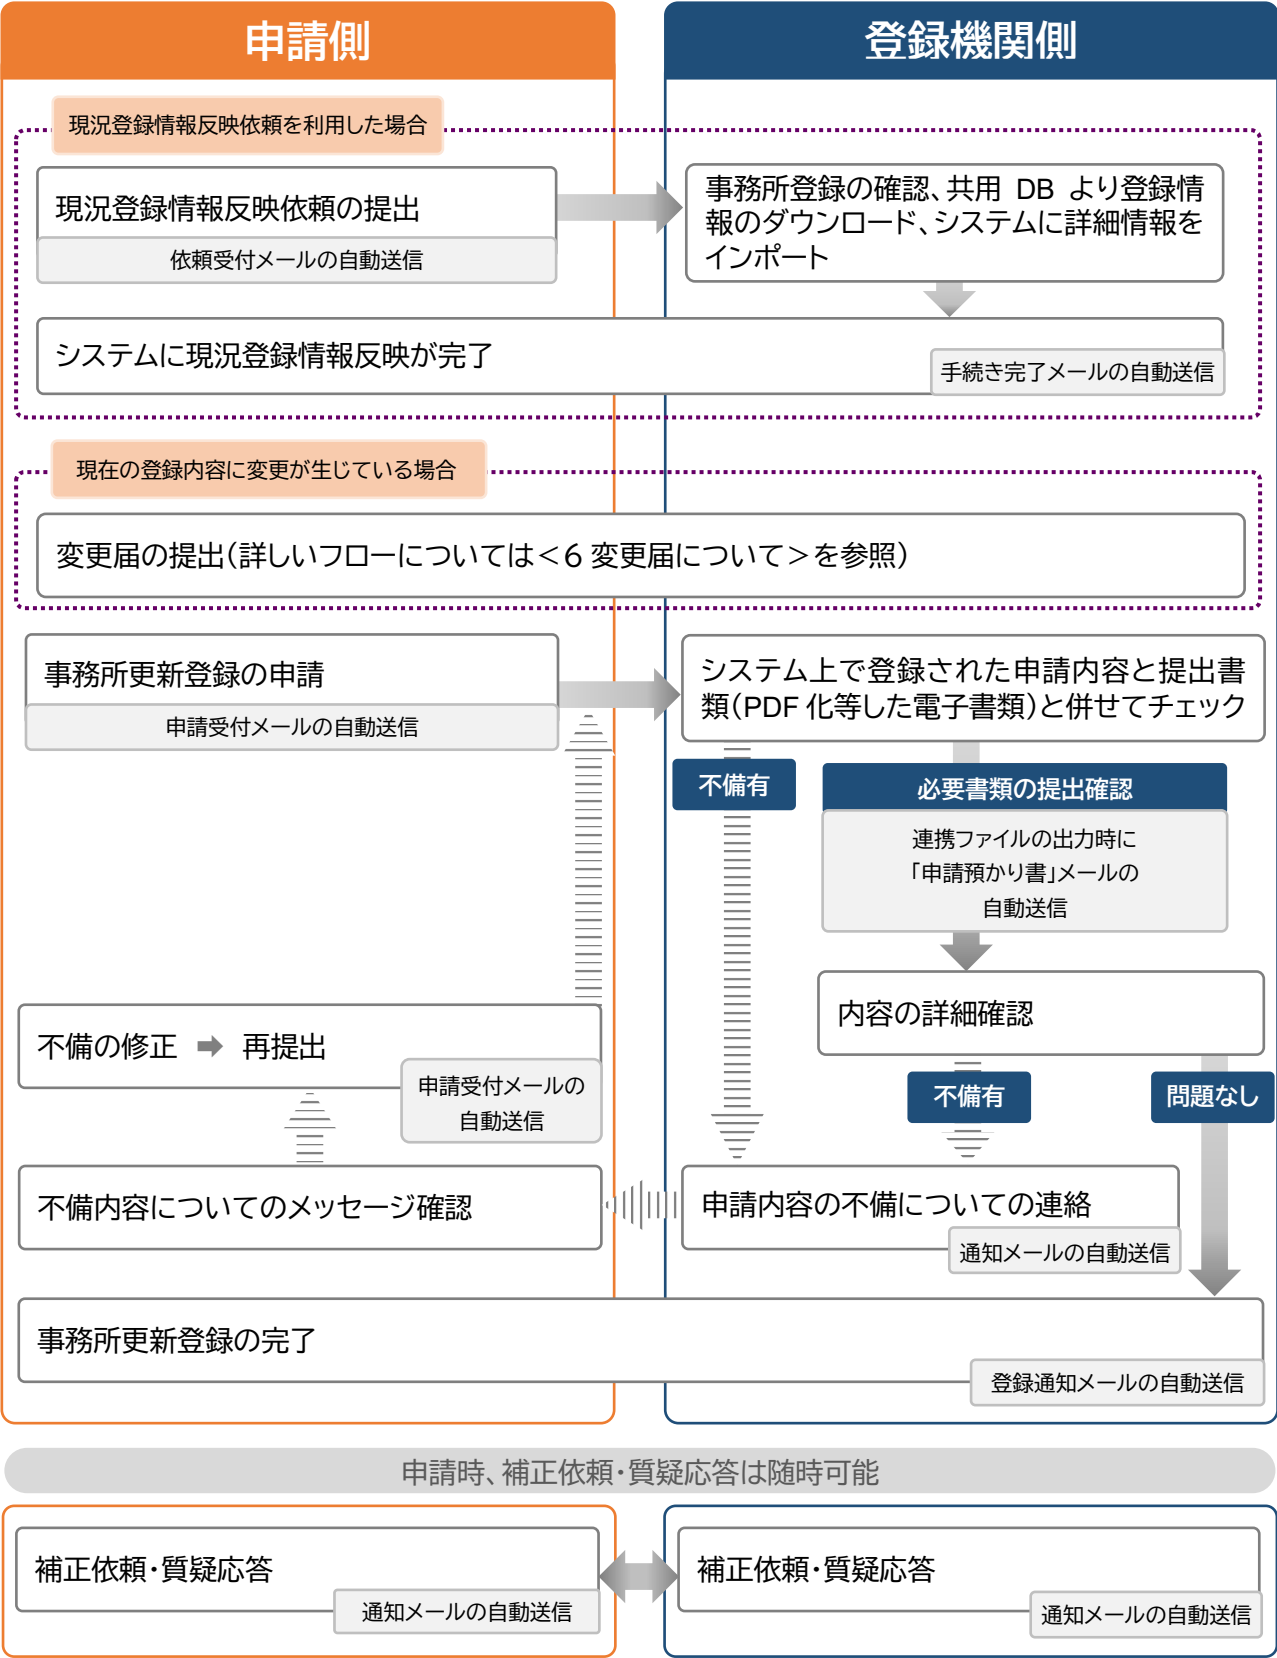 申請側
登録機関側
現況登録情報反映依頼を利用した場合
現況登録情報反映依頼の提出
依頼受付メールの自動送信
事務所登録の確認、共用 DB より登録情
報のダウンロード、システムに詳細情報を
インポート
システムに現況登録情報反映が完了
手続き完了メールの自動送信
現在の登録内容に変更が生じている場合
変更届の提出(詳しいフローについては<6 変更届について>を参照)
事務所更新登録の申請
申請受付メールの自動送信
システム上で登録された申請内容と提出書
類(PDF 化等した電子書類)と併せてチェック
不備有
必要書類の提出確認
連携ファイルの出力時に
「申請預かり書」メールの
自動送信
内容の詳細確認
不備の修正 ➡ 再提出
申請受付メールの
自動送信
不備有
問題なし
不備内容についてのメッセージ確認
申請内容の不備についての連絡
通知メールの自動送信
事務所更新登録の完了
登録通知メールの自動送信
申請時、補正依頼・質疑応答は随時可能
補正依頼・質疑応答
通知メールの自動送信
補正依頼・質疑応答
通知メールの自動送信